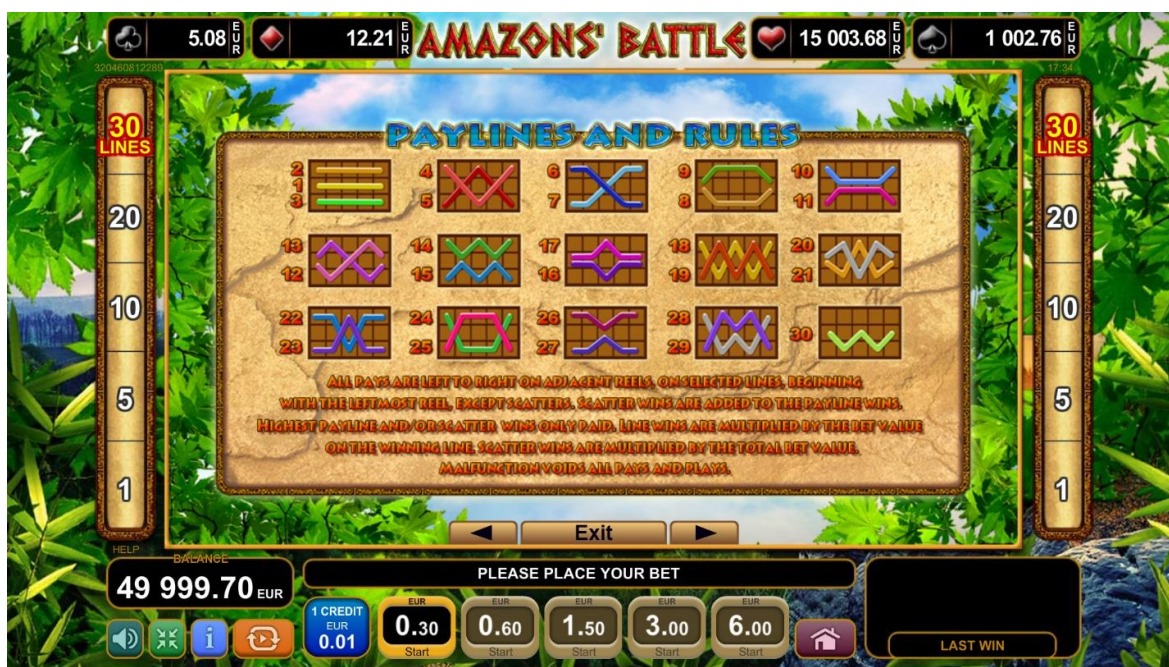 5.08 EUR
12.21 EUR
AMAZONS' BATTLE
15 003.68 EUR
1 002.76 EUR
320460812289
17:34
30
LINES
20
10
5
1
30
LINES
20
10
5
1
PAYLINES AND RULES
2
1
3
4
5
6
7
9
8
10
11
13
12
14
15
17
16
18
19
20
21
22
23
24
25
26
27
28
29
30
ALL PAYS ARE LEFT TO RIGHT ON ADJACENT REELS, ON SELECTED LINES, BEGINNING
WITH THE LEFTMOST REEL, EXCEPT SCATTERS. SCATTER WINS ARE ADDED TO THE PAYLINE WINS.
HIGHEST PAYLINE AND/OR SCATTER WINS ONLY PAID. LINE WINS ARE MULTIPLIED BY THE BET VALUE
ON THE WINNING LINE. SCATTER WINS ARE MULTIPLIED BY THE TOTAL BET VALUE.
MALFUNCTION VOIDS ALL PAYS AND PLAYS.
Exit
HELP
BALANCE
49 999.70 EUR
PLEASE PLACE YOUR BET
1 CREDIT
EUR
0.01
EUR
0.30
Start
EUR
0.60
Start
EUR
1.50
Start
EUR
3.00
Start
EUR
6.00
Start
LAST WIN